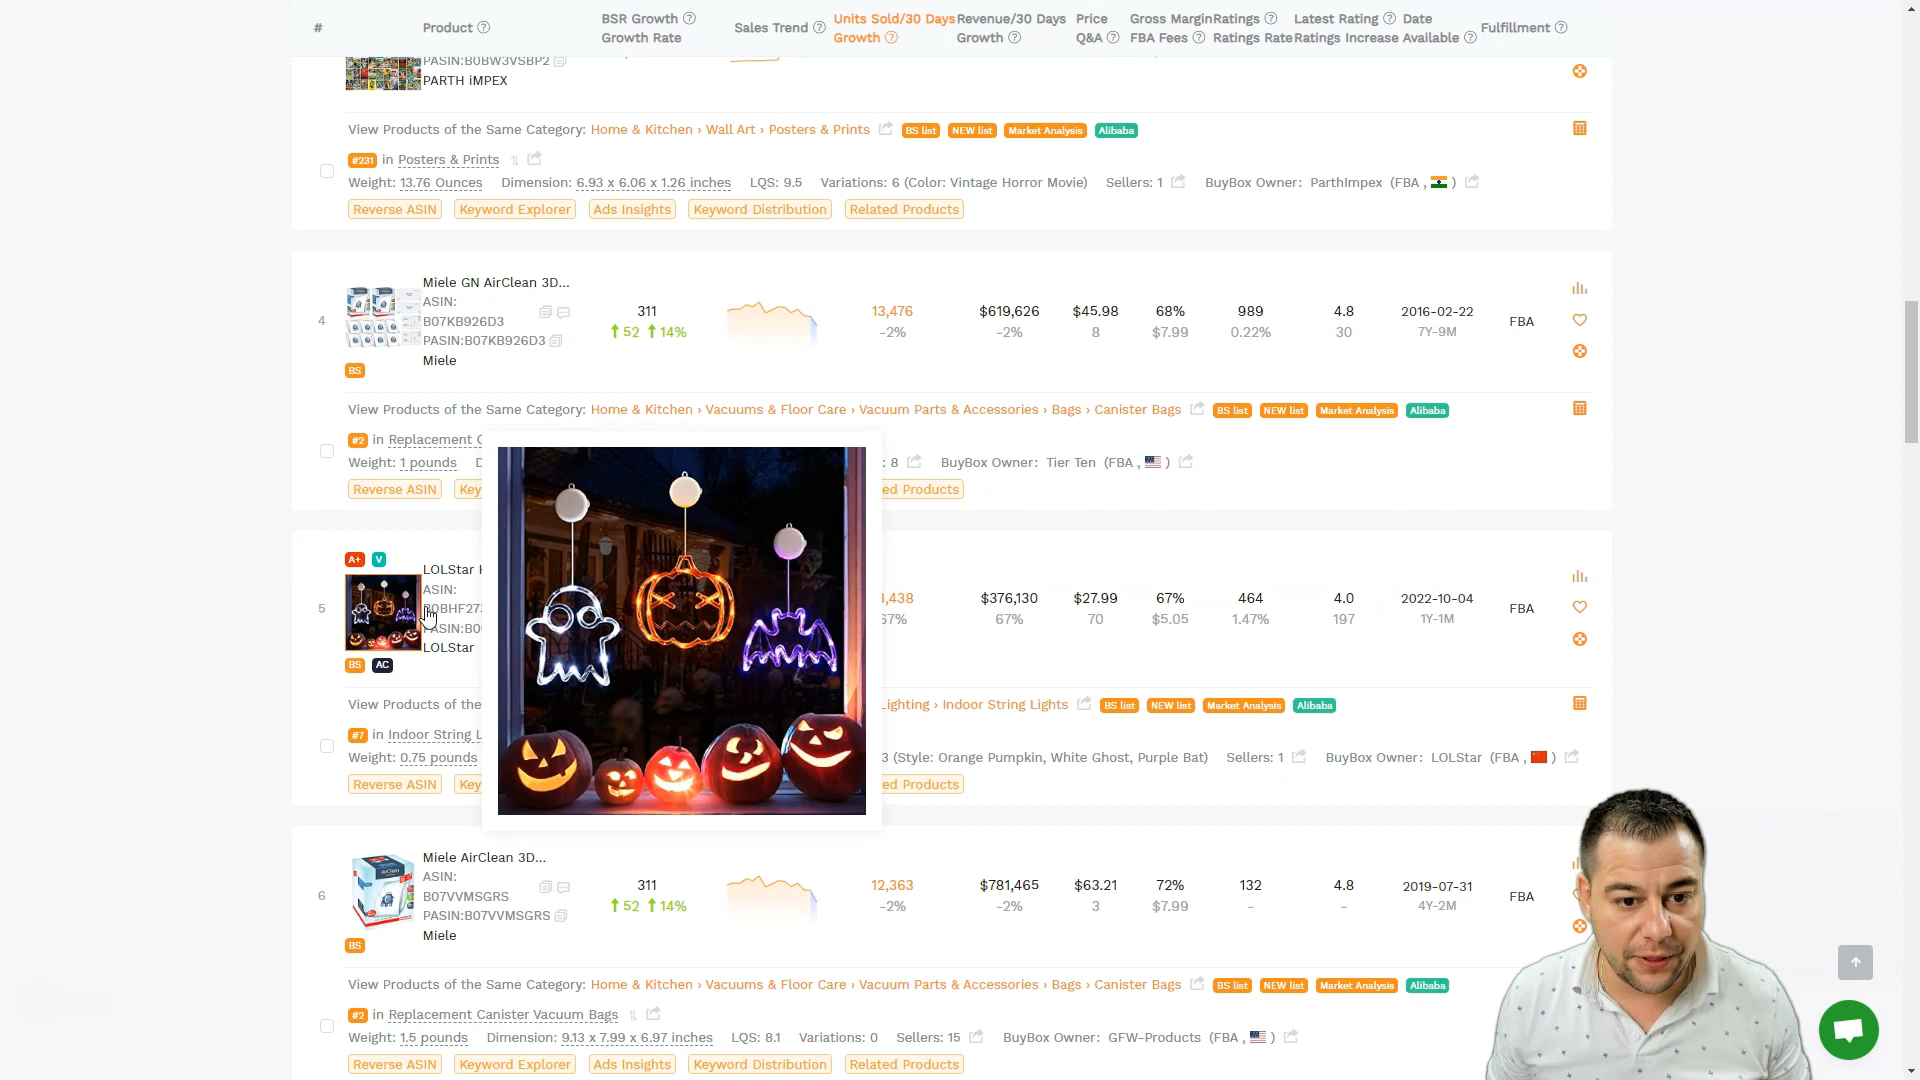 # Product BSR Growth Growth Rate Sales Trend Units Sold/30 Days Growth Revenue/30 Days Growth Price Q&A Gross Margin FBA Fees Ratings Ratings Rate Latest Rating Ratings Increase Date Available Fulfillment
PASIN:B0BW3VSBP2
PARTH iMPEX
View Products of the Same Category: Home & Kitchen › Wall Art › Posters & Prints BS list NEW list Market Analysis Alibaba
#231 in Posters & Prints
Weight: 13.76 Ounces Dimension: 6.93 x 6.06 x 1.26 inches LQS: 9.5 Variations: 6 (Color: Vintage Horror Movie) Sellers: 1 BuyBox Owner: ParthImpex (FBA , )
Reverse ASIN Keyword Explorer Ads Insights Keyword Distribution Related Products
4
Miele GN AirClean 3D...
ASIN:
B07KB926D3
PASIN:B07KB926D3
Miele
BS
311 $619,626 $45.98 68% 989 4.8 2016-02-22 FBA
13,476
52 14% -2% -2% 8 $7.99 0.22% 30 7Y-9M
View Products of the Same Category: Home & Kitchen › Vacuums & Floor Care › Vacuum Parts & Accessories › Bags › Canister Bags BS list NEW list Market Analysis Alibaba
#2 in Replacement
Weight: 1 pounds : 8 BuyBox Owner: Tier Ten (FBA , )
Reverse ASIN Key ed Products
5
A+ V
LOLStar
ASIN:
B0BHF27
PASIN:B0
LOLStar
BS AC
,438 $376,130 $27.99 67% 464 4.0 2022-10-04 FBA
67% 67% 70 $5.05 1.47% 197 1Y-1M
View Products of the Lighting › Indoor String Lights BS list NEW list Market Analysis Alibaba
#7 in Indoor String L
Weight: 0.75 pounds 3 (Style: Orange Pumpkin, White Ghost, Purple Bat) Sellers: 1 BuyBox Owner: LOLStar (FBA , )
Reverse ASIN Key ed Products
6
Miele AirClean 3D...
ASIN:
B07VVMSGRS
PASIN:B07VVMSGRS
Miele
BS
311 12,363 $781,465 $63.21 72% 132 4.8 2019-07-31 FBA
52 14% -2% -2% 3 $7.99 - - 4Y-2M
View Products of the Same Category: Home & Kitchen › Vacuums & Floor Care › Vacuum Parts & Accessories › Bags › Canister Bags BS list NEW list Market Analysis Alibaba
#2 in Replacement Canister Vacuum Bags
Weight: 1.5 pounds Dimension: 9.13 x 7.99 x 6.97 inches LQS: 8.1 Variations: 0 Sellers: 15 BuyBox Owner: GFW-Products (FBA , )
Reverse ASIN Keyword Explorer Ads Insights Keyword Distribution Related Products